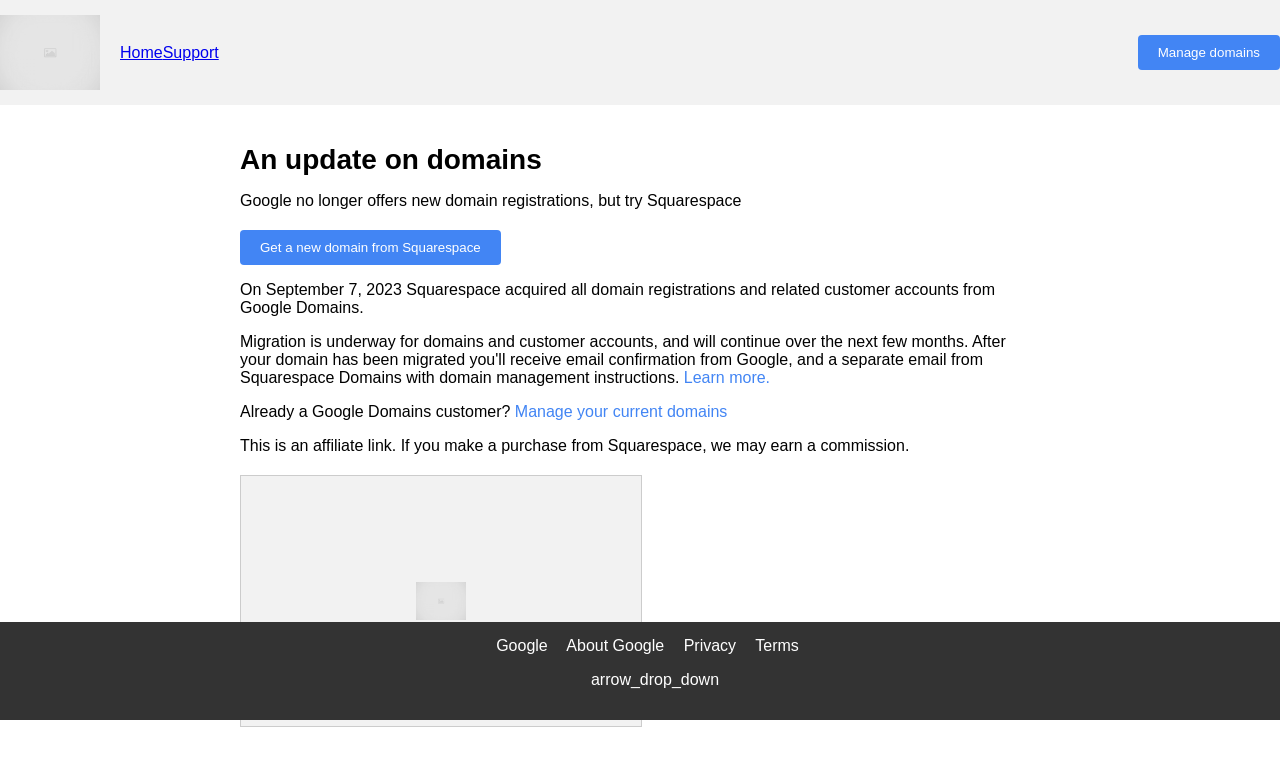 HomeSupport
Manage domains
An update on domains
Google no longer offers new domain registrations, but try Squarespace
Get a new domain from Squarespace
On September 7, 2023 Squarespace acquired all domain registrations and related customer accounts from
Google Domains.
Migration is underway for domains and customer accounts, and will continue over the next few months. After
your domain has been migrated you'll receive email confirmation from Google, and a separate email from
Squarespace Domains with domain management instructions. Learn more.
Already a Google Domains customer? Manage your current domains
This is an affiliate link. If you make a purchase from Squarespace, we may earn a commission.
Google About Google Privacy Terms
arrow_drop_down